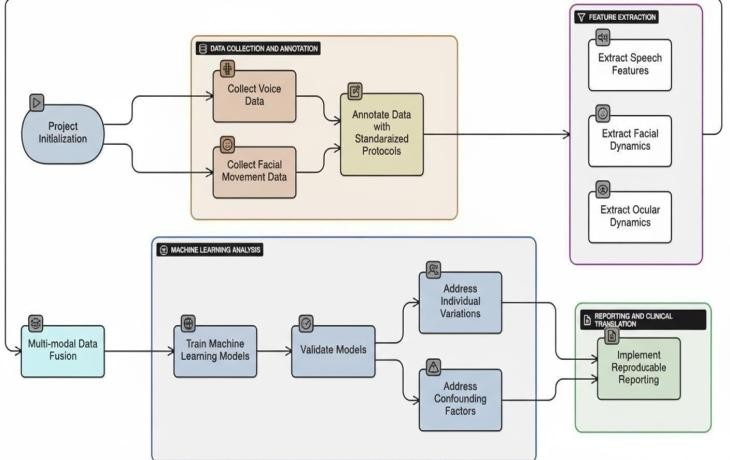 DATA COLLECTION AND ANNOTATION
FEATURE EXTRACTION
Project
Initlalization
Collect Voice
Data
Collect Facial
Movement Data
Annotate Data
with
Standaraized
Protocols
Extract Speech
Features
Extract Facial
Dynamics
Extract Ocular
Dynamics
MACHINE LEARNING ANALYSIS
Multi-modal Data
Fusion
Train Machine
Learning Models
Validate Models
Address
Individual
Variations
Address
Confounding
Factors
REPORTING AND CLINICAL
TRANSLATION
Implement
Reproducable
Reporting